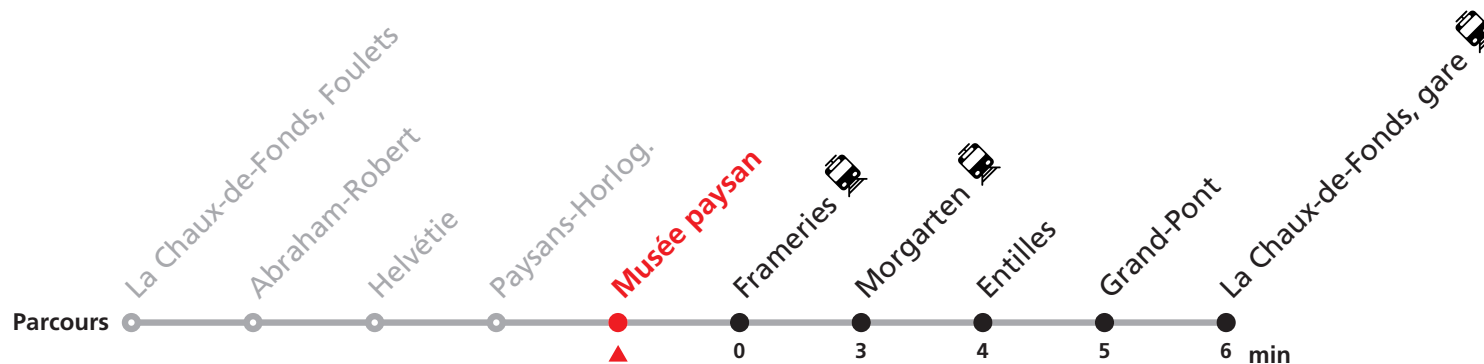 La Chaux-de-Fonds, Foulets
Abraham-Robert
Helvétie
Paysans-Horlog.
Musée paysan
Frameries
Morgarten
Entilles
Grand-Pont
La Chaux-de-Fonds, gare
Parcours
0 3 4 5 6 min